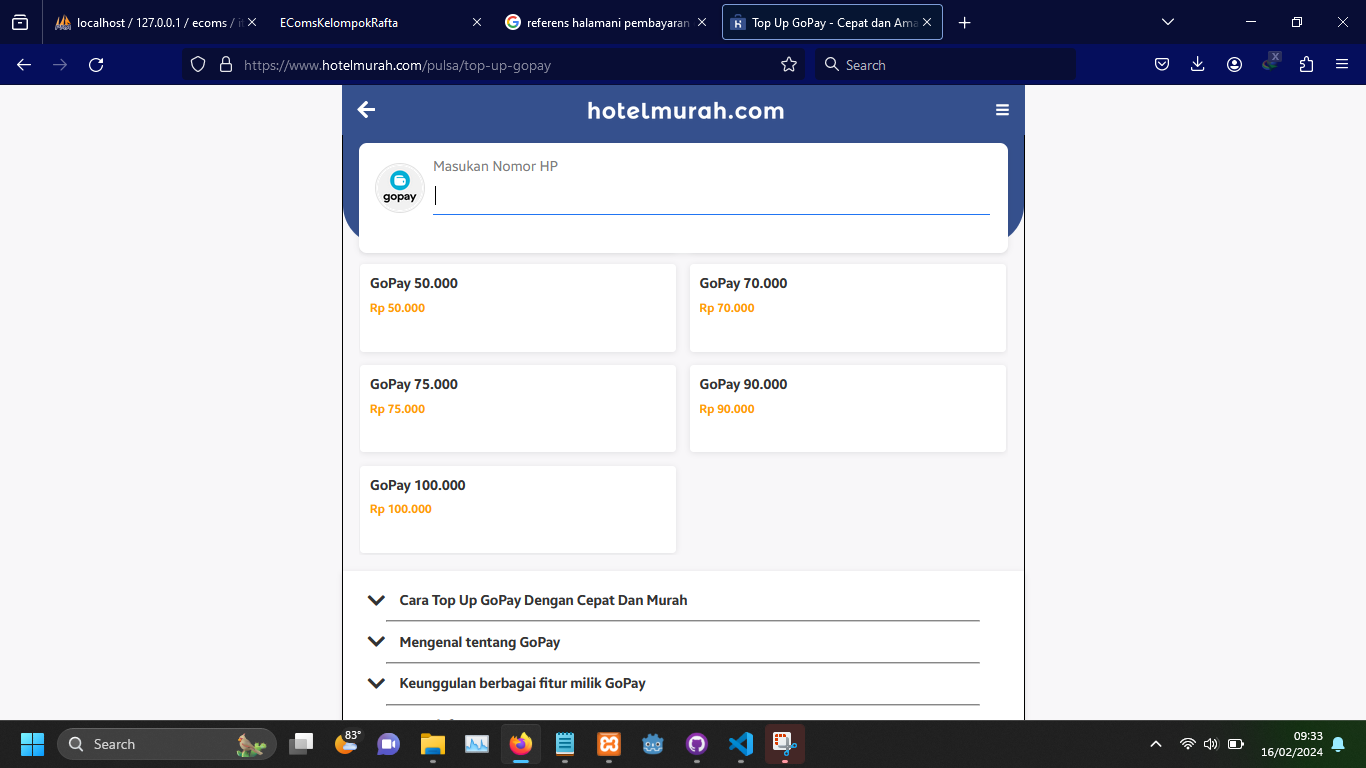 localhost / 127.0.0.1 / ecoms /
EComsKelompokRafta
referens halamani pembayaran
Top Up GoPay - Cepat dan Ama
https://www.hotelmurah.com/pulsa/top-up-gopay
Search
hotelmurah.com
Masukan Nomor HP
gopay
GoPay 50.000
Rp 50.000
GoPay 70.000
Rp 70.000
GoPay 75.000
Rp 75.000
GoPay 90.000
Rp 90.000
GoPay 100.000
Rp 100.000
Cara Top Up GoPay Dengan Cepat Dan Murah
Mengenal tentang GoPay
Keunggulan berbagai fitur milik GoPay
Search
83°
09:33
16/02/2024